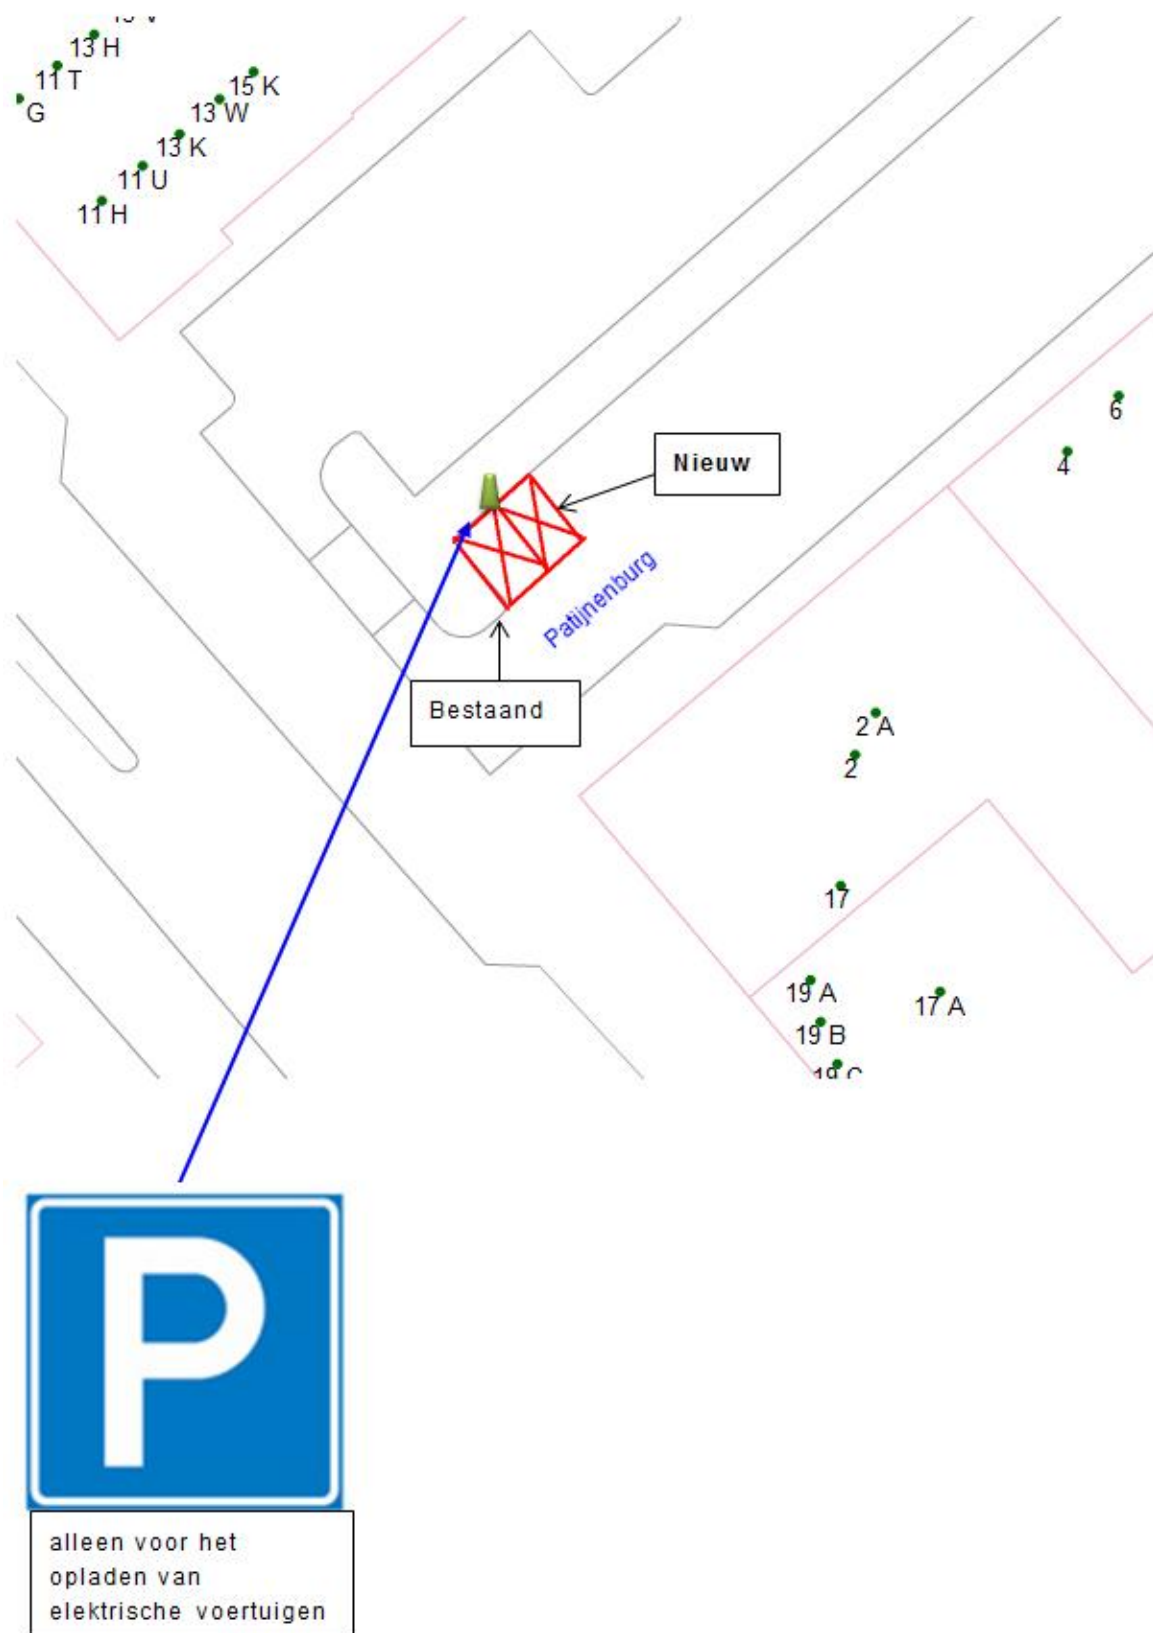 13 H
11 T
G
15 K
13 W
13 K
11 U
11 H
6
4
Nieuw
Patijnenburg
Bestaand
2 A
2
17
19 A
17 A
19 B
19 C
P
alleen voor het
opladen van
elektrische voertuigen